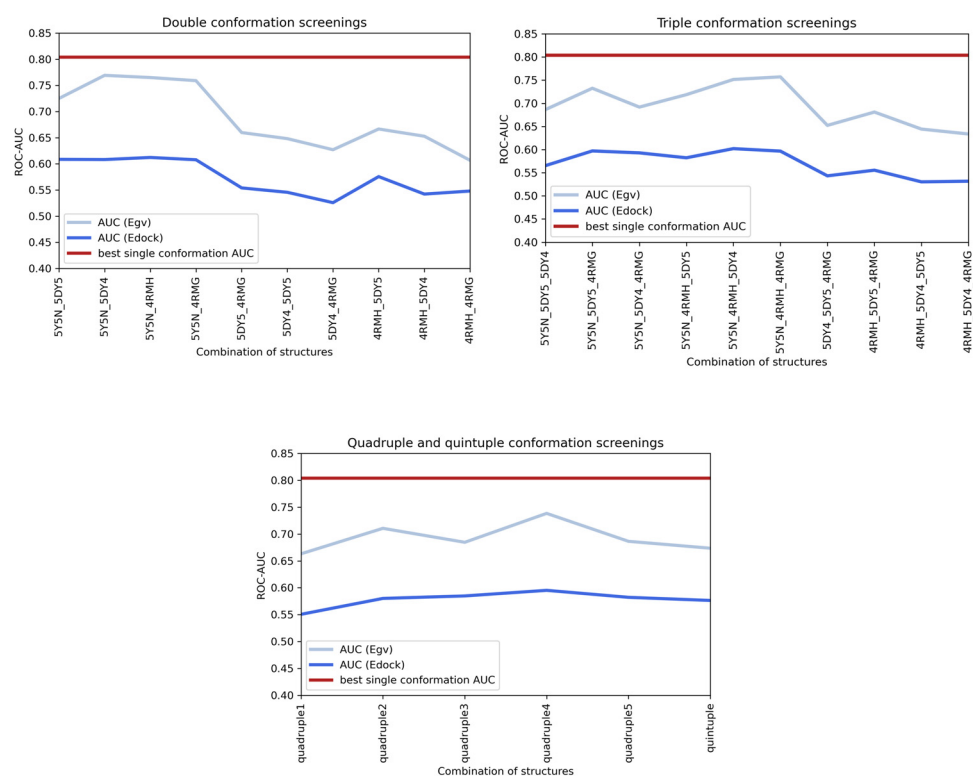 Double conformation screenings
0.85
0.80
0.75
0.70
0.65
0.60
0.55
0.50
0.45
0.40
ROC-AUC
AUC (Egv)
AUC (Edock)
best single conformation AUC
5Y5N_5DY5
5Y5N_5DY4
5Y5N_4RMH
5Y5N_4RMG
5DY5_4RMG
5DY4_5DY5
5DY4_4RMG
4RMH_5DY5
4RMH_5DY4
4RMH_4RMG
Combination of structures
Triple conformation screenings
0.85
0.80
0.75
0.70
0.65
0.60
0.55
0.50
0.45
0.40
ROC-AUC
AUC (Egv)
AUC (Edock)
best single conformation AUC
5Y5N_5DY5_5DY4
5Y5N_5DY5_4RMG
5Y5N_5DY4_4RMG
5Y5N_4RMH_5DY5
5Y5N_4RMH_5DY4
5Y5N_4RMH_4RMG
5DY4_5DY5_4RMG
4RMH_5DY5_4RMG
4RMH_5DY4_5DY5
4RMH_5DY4_4RMG
Combination of structures
Quadruple and quintuple conformation screenings
0.85
0.80
0.75
0.70
0.65
0.60
0.55
0.50
0.45
0.40
ROC-AUC
AUC (Egv)
AUC (Edock)
best single conformation AUC
quadruple1
quadruple2
quadruple3
quadruple4
quadruple5
quintuple
Combination of structures